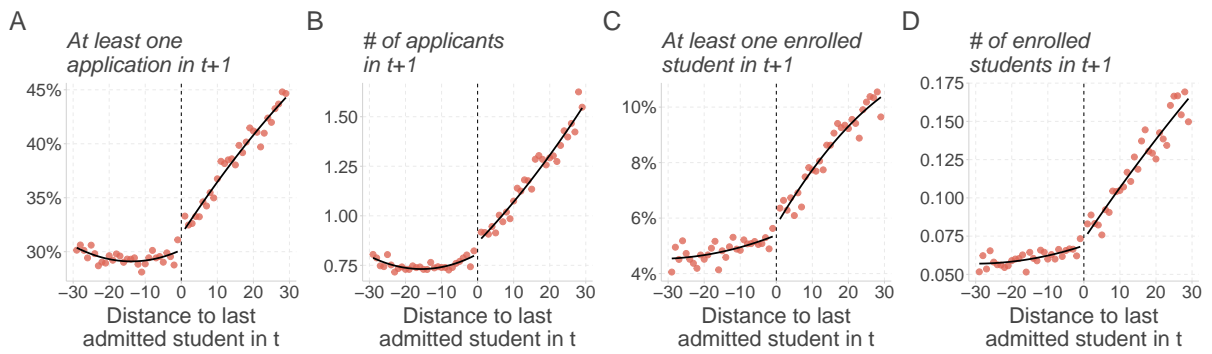 A
At least one
application in t+1
45%
40%
35%
30%
−30 −20 −10 0 10 20 30
Distance to last
admitted student in t
B
# of applicants
in t+1
1.50
1.25
1.00
0.75
−30 −20 −10 0 10 20 30
Distance to last
admitted student in t
C
At least one enrolled
student in t+1
10%
8%
6%
4%
−30 −20 −10 0 10 20 30
Distance to last
admitted student in t
D
# of enrolled
students in t+1
0.175
0.150
0.125
0.100
0.075
0.050
−30 −20 −10 0 10 20 30
Distance to last
admitted student in t